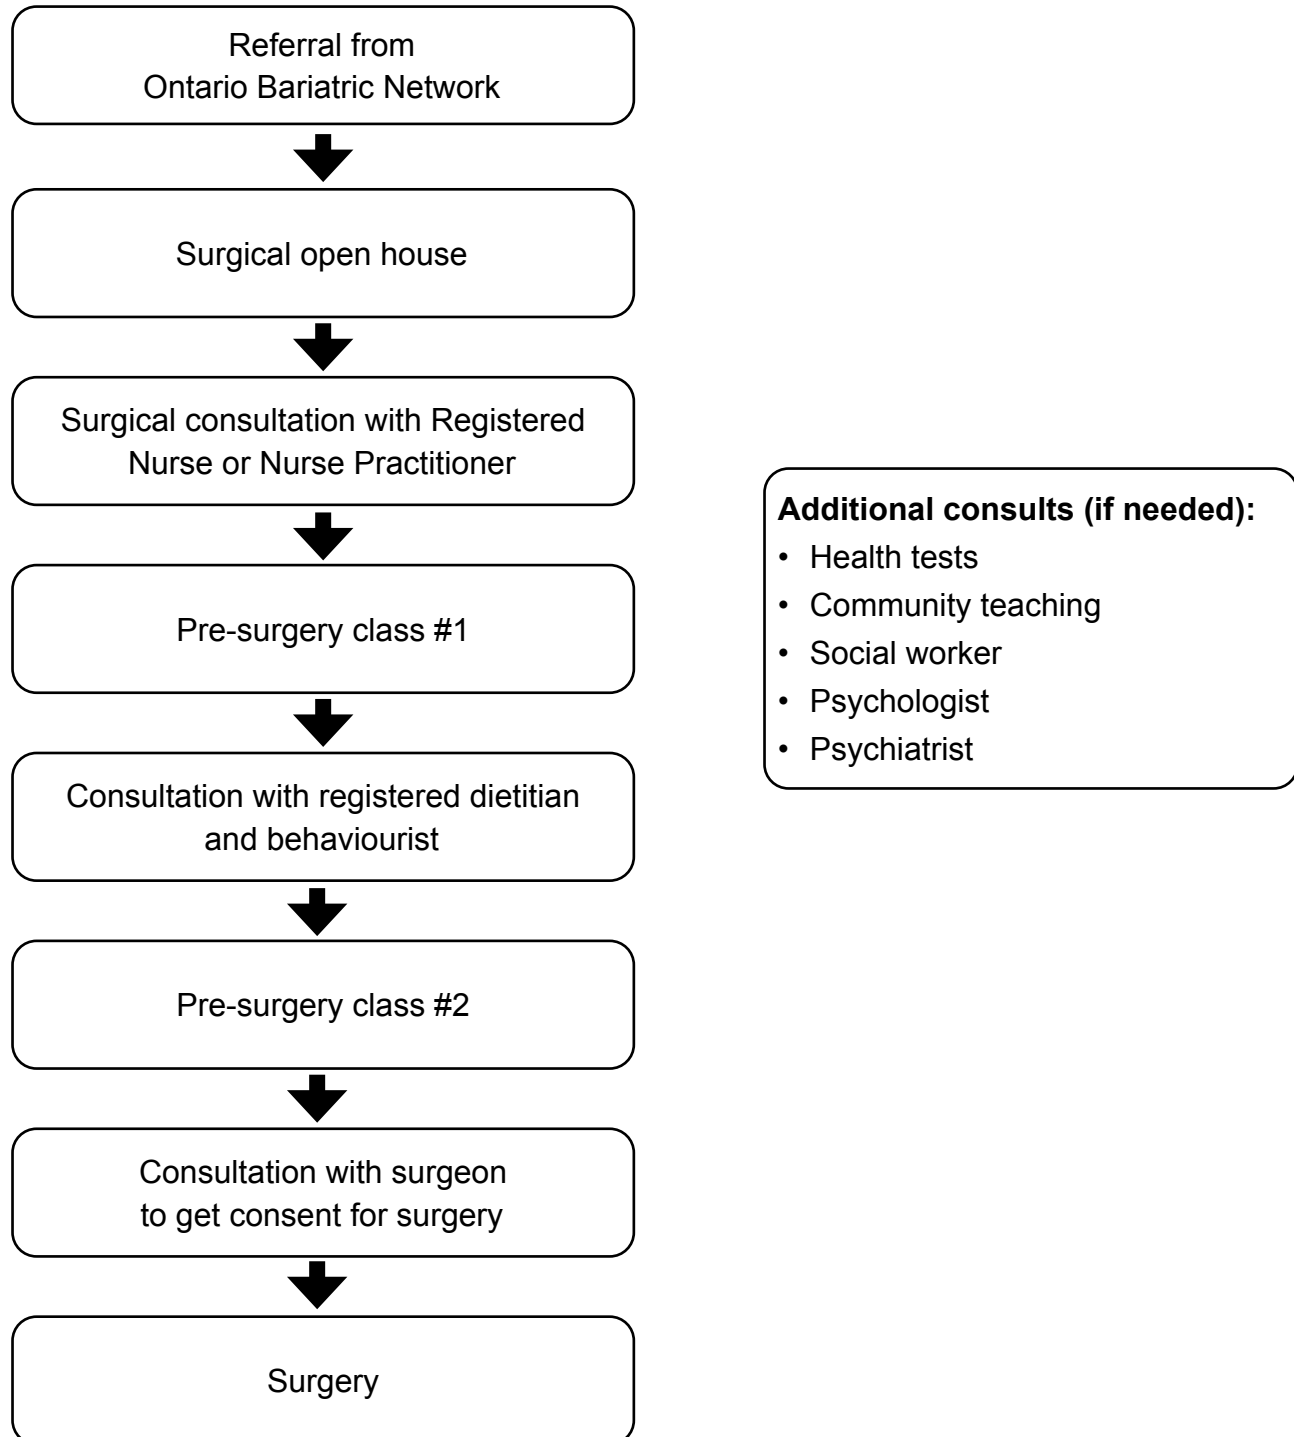 Referral from
Ontario Bariatric Network
Surgical open house
Surgical consultation with Registered
Nurse or Nurse Practitioner
Pre-surgery class #1
Consultation with registered dietitian
and behaviourist
Pre-surgery class #2
Consultation with surgeon
to get consent for surgery
Surgery
Additional consults (if needed):
• Health tests
• Community teaching
• Social worker
• Psychologist
• Psychiatrist